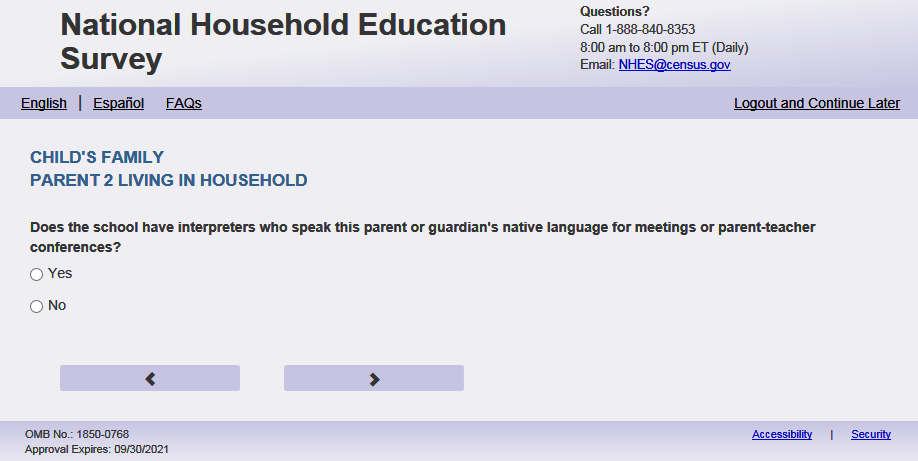 National Household Education
Survey
Questions?
Call 1-888-840-8353
8:00 am to 8:00 pm ET (Daily)
Email: NHES@census.gov
English | Español FAQs Logout and Continue Later
CHILD'S FAMILY
PARENT 2 LIVING IN HOUSEHOLD
Does the school have interpreters who speak this parent or guardian's native language for meetings or parent-teacher
conferences?
Yes
No
OMB No.: 1850-0768
Approval Expires: 09/30/2021
Accessibility | Security